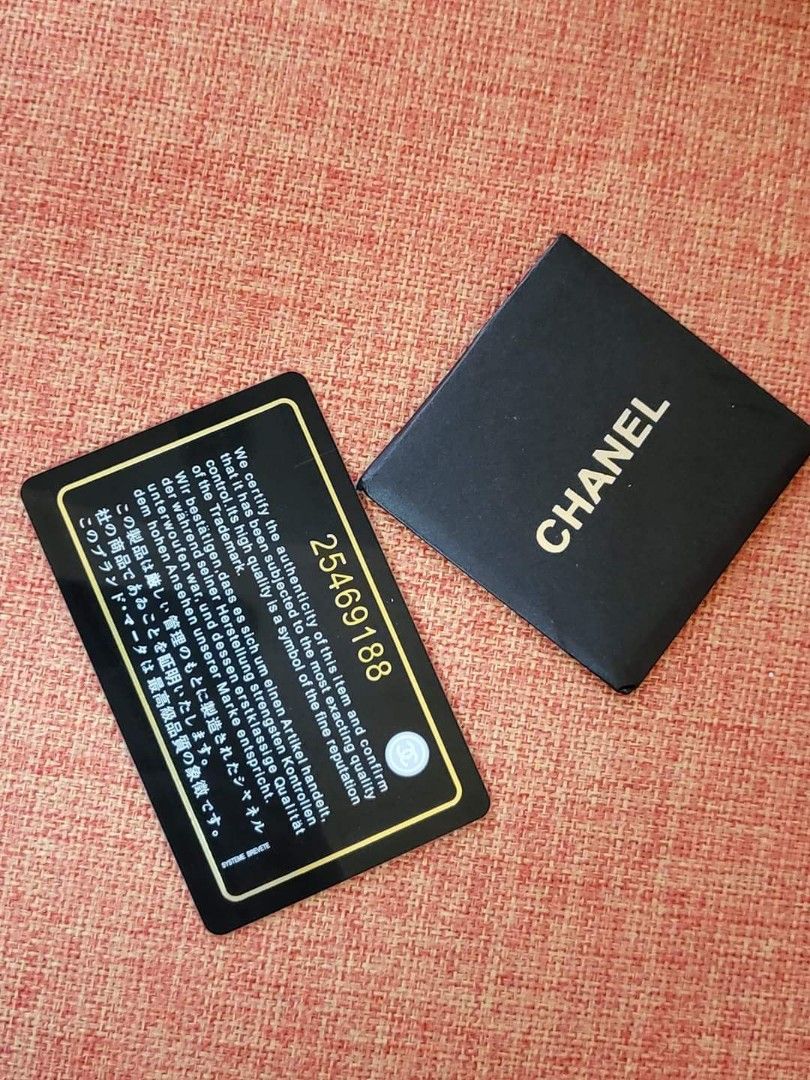 25469188
We certify the authenticity of this item and confirm
that it has been subjected to the most exacting quality
control.its high quality is a symbol of the fine reputation
of the Trademark.
Wir bestätigen,dass es sich um einen Artikel handelt,
der während seiner Herstellung strengsten Kontrollen
unterwoufen war und dessen erstklassige Qualität
dem hohen Ansehen unserer Marke entspricht.
この製品は厳しい管理のもとに製造されたシャネル
社の商品であゐことを証明いたします。
このブランド・マークは最高級品質の象徴です。
SYSTEME BREVETE
CHANEL